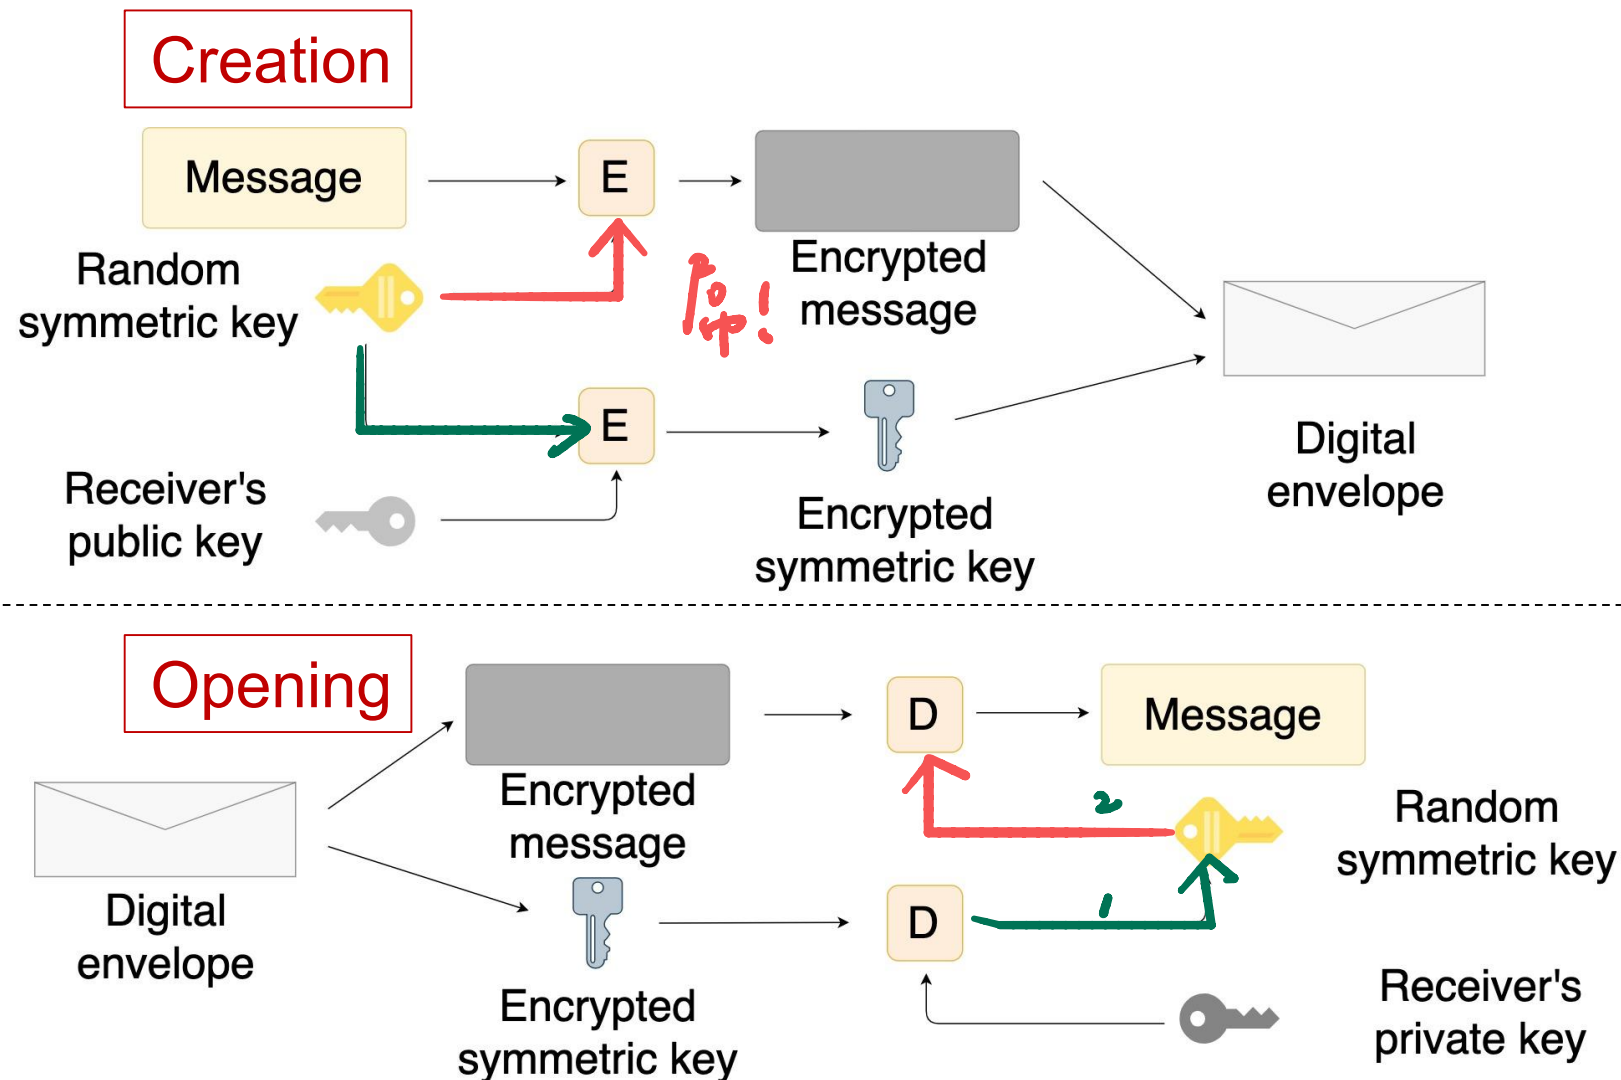 Creation
Message
E
Encrypted
message
Random
symmetric key
E
Receiver's
public key
Encrypted
symmetric key
Digital
envelope
Opening
D
Message
Encrypted
message
2
Random
symmetric key
Digital
envelope
1
D
Encrypted
symmetric key
Receiver's
private key